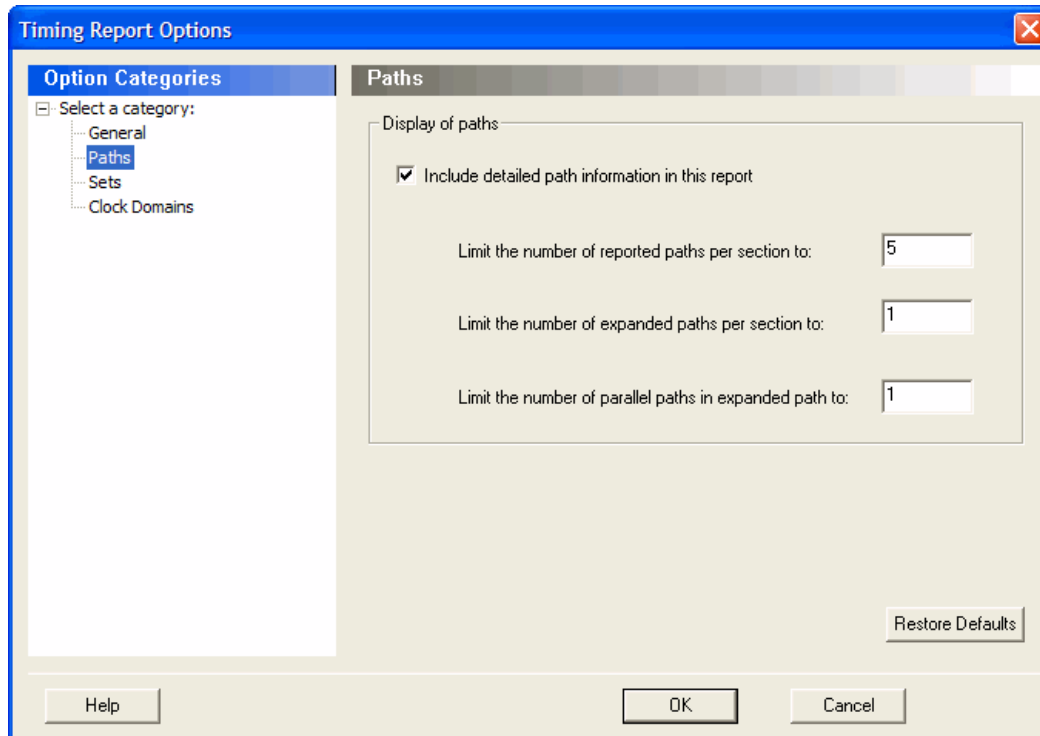 Timing Report Options
Option Categories
Select a category:
General
Paths
Sets
Clock Domains
Paths
Display of paths
Include detailed path information in this report
Limit the number of reported paths per section to: 5
Limit the number of expanded paths per section to: 1
Limit the number of parallel paths in expanded path to: 1
Restore Defaults
Help OK Cancel